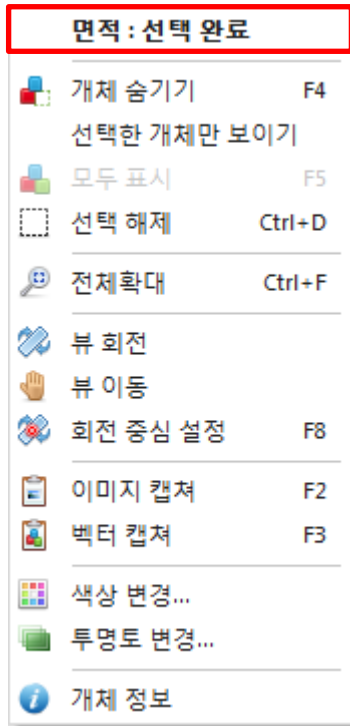 면적 : 선택 완료
개체 숨기기 F4
선택한 개체만 보이기
모두 표시 F5
선택 해제 Ctrl+D
전체확대 Ctrl+F
뷰 회전
뷰 이동
회전 중심 설정 F8
이미지 캡쳐 F2
벡터 캡쳐 F3
색상 변경...
투명토 변경...
개체 정보